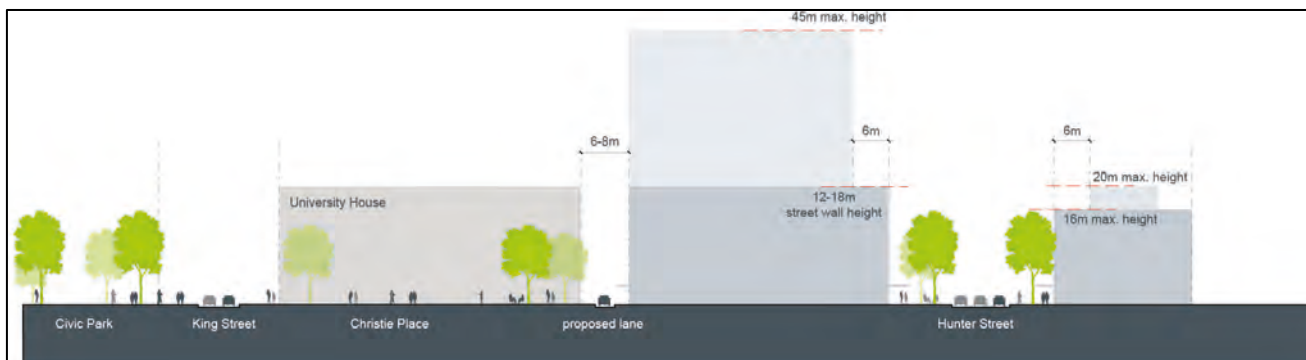 45m max. height
6-8m
6m
6m
20m max. height
University House
12-18m
street wall height
16m max. height
Civic Park
King Street
Christie Place
proposed lane
Hunter Street